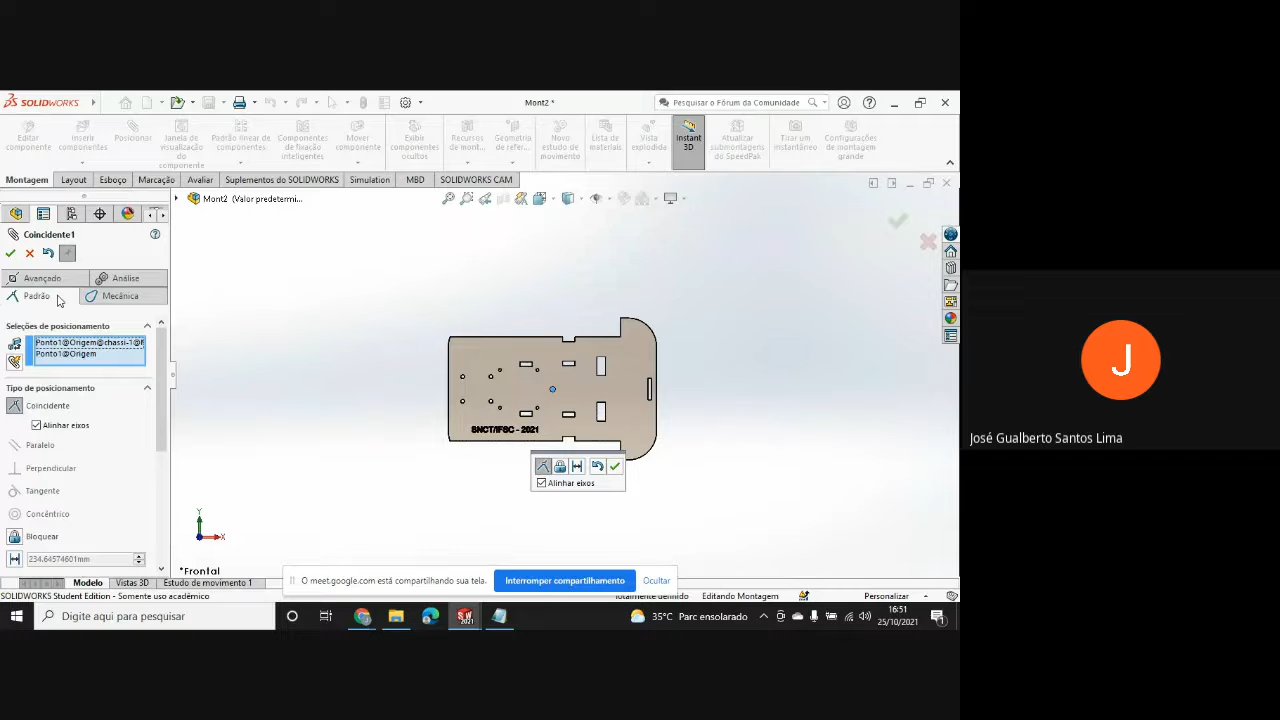 SOLIDWORKS
Mont2 *
Pesquisar o Fórum da Comunidade
Editar componente
Inserir componentes
Posicionar
Janela de visualização do componente
Padrão linear de componentes
Componentes de fixação inteligentes
Mover componente
Exibir componentes ocultos
Recursos de mont...
Geometria de refer...
Novo estudo de movimento
Lista de materiais
Vista explodida
Instant 3D
Atualizar submontagens do SpeedPak
Tirar um instantâneo
Configurações de montagem grande
Montagem
Layout
Esboço
Marcação
Avaliar
Suplementos do SOLIDWORKS
Simulation
MBD
SOLIDWORKS CAM
Mont2 (Valor predetermi...
Coincidente1
Avançado
Análise
Padrão
Mecânica
Seleções de posicionamento
Ponto1@Origem@chassi-1@
Ponto1@Origem
Tipo de posicionamento
Coincidente
Alinhar eixos
Paralelo
Perpendicular
Tangente
Concêntrico
Bloquear
234.64574601mm
SNCT/IFSC - 2021
Alinhar eixos
Y
X
*Frontal
Modelo
Vistas 3D
Estudo de movimento 1
O meet.google.com está compartilhando sua tela.
Interromper compartilhamento
Ocultar
SOLIDWORKS Student Edition - Somente uso acadêmico
Totalmente definido
Editando Montagem
Personalizar
Digite aqui para pesquisar
35°C Parc ensolarado
16:51
25/10/2021
1
J
José Gualberto Santos Lima